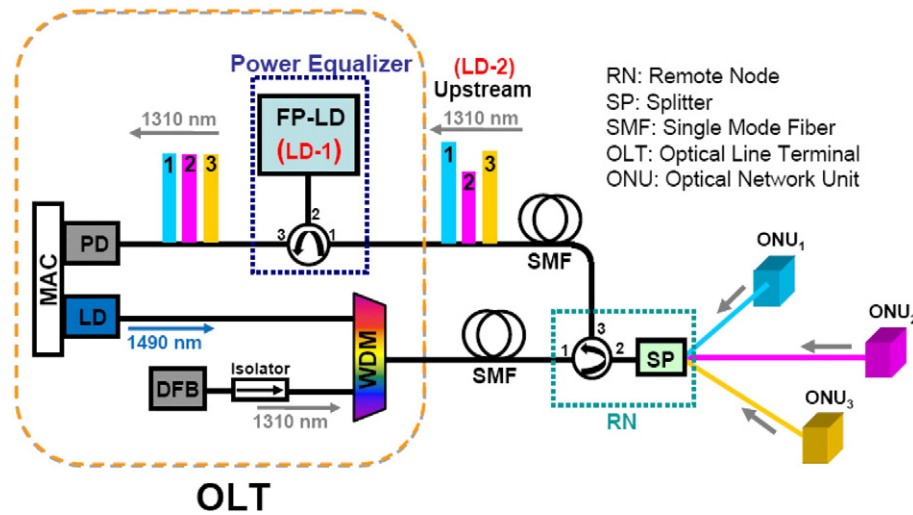 Power Equalizer
(LD-2)
Upstream
1310 nm
1310 nm
FP-LD
(LD-1)
1
2
3
1
2
3
2
3
1
RN: Remote Node
SP: Splitter
SMF: Single Mode Fiber
OLT: Optical Line Terminal
ONU: Optical Network Unit
MAC
PD
SMF
ONU1
LD
1490 nm
WDM
SMF
3
1
2
SP
ONU2
DFB
Isolator
1310 nm
RN
ONU3
OLT